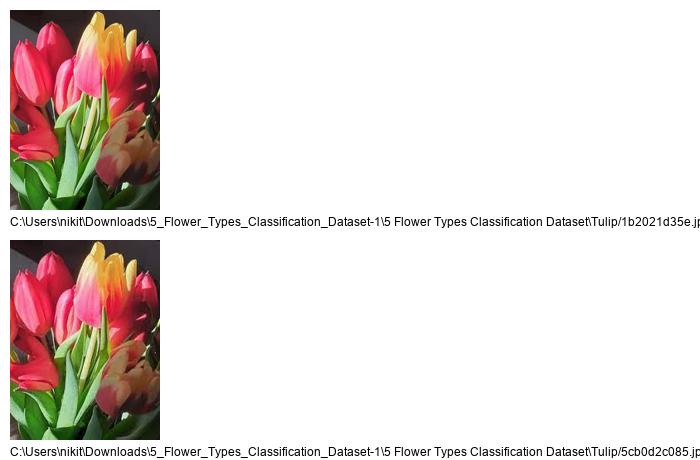 C:\Users\nikit\Downloads\5_Flower_Types_Classification_Dataset-1\5 Flower Types Classification Dataset\Tulip/1b2021d35e.jp
C:\Users\nikit\Downloads\5_Flower_Types_Classification_Dataset-1\5 Flower Types Classification Dataset\Tulip/5cb0d2c085.jp